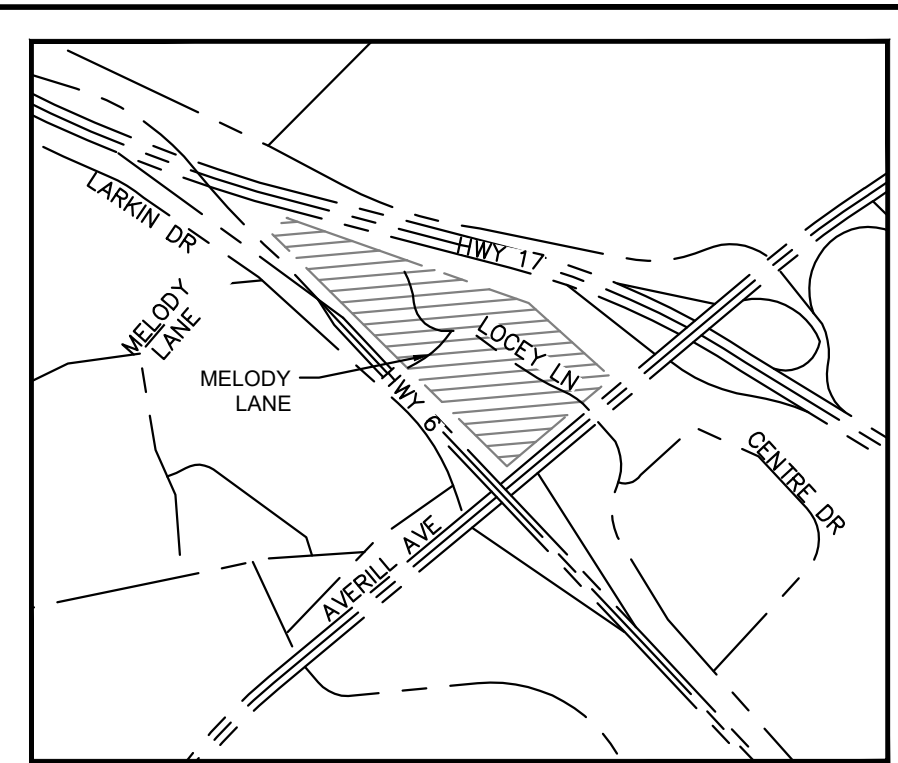 LARKIN DR
HWY 17
MELODY
LANE
LOCEY LN
MELODY
LANE
HWY 6
CENTRE DR
AVERILL AVE